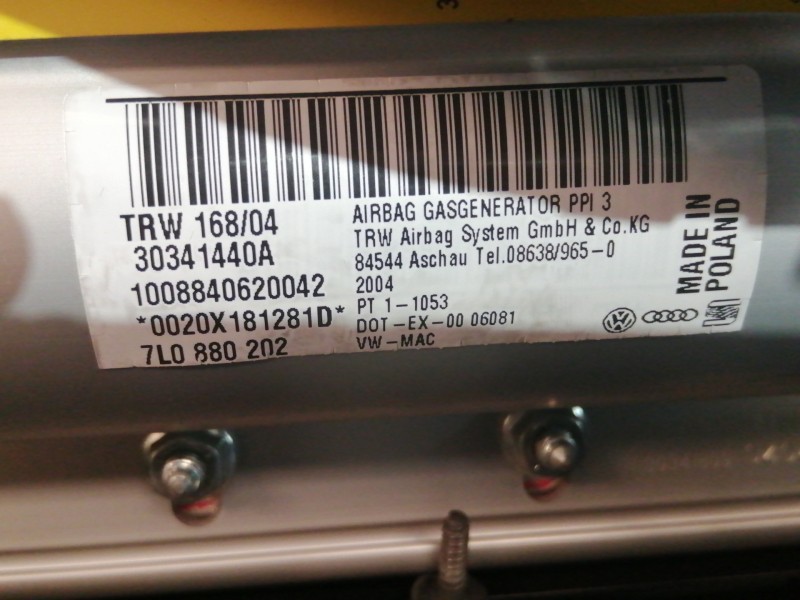 TRW 168/04
30341440A
1008840620042
*0020X181281D*
7L0 880 202
AIRBAG GASGENERATOR PPI 3
TRW Airbag System GmbH & Co.KG
84544 Aschau Tel.08638/965-0
2004
PT 1-1053
DOT-EX-00 06081
VW-MAC
MADE IN
POLAND